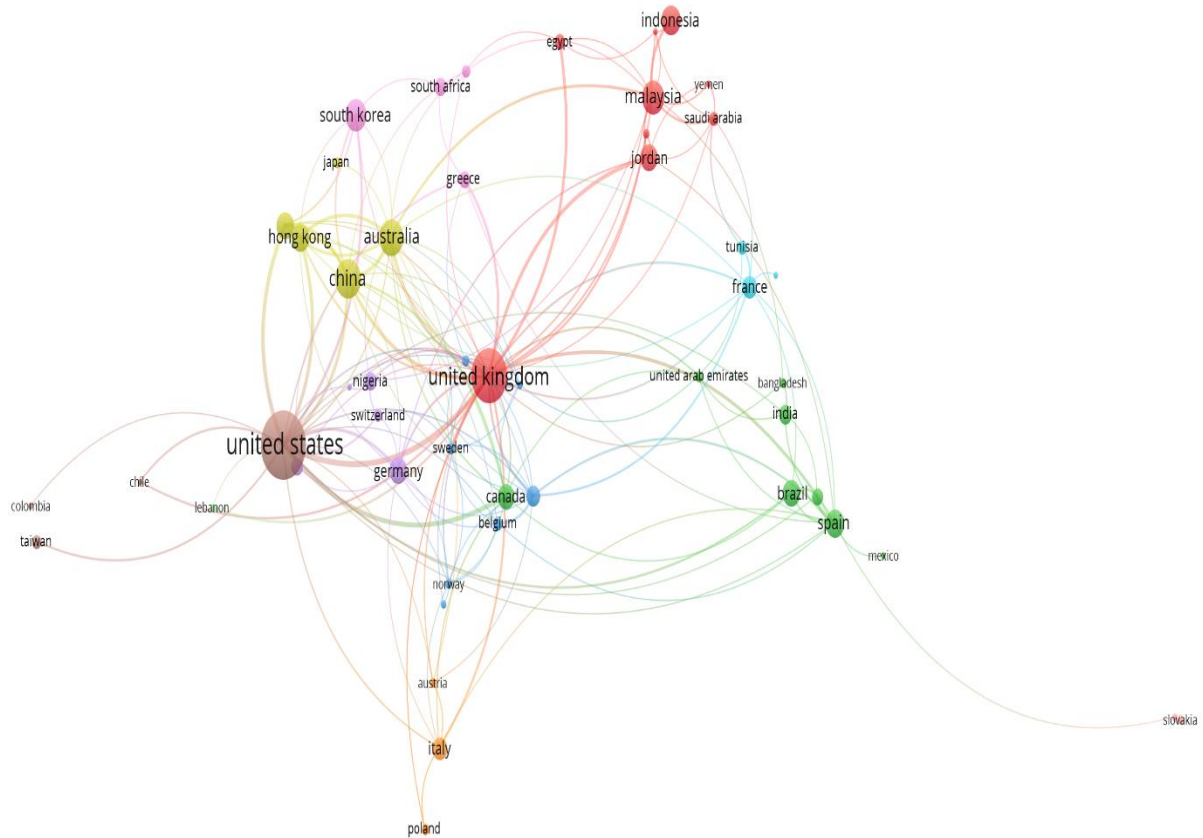 indonesia
egypt
south africa
yemen
malaysia
south korea
saudi arabia
japan
jordan
greece
hong kong
australia
tunisia
china
france
united kingdom
nigeria
united arab emirates
bangladesh
switzerland
india
united states
sweden
germany
chile
canada
brazil
colombia
lebanon
belgium
spain
taiwan
mexico
norway
austria
slovakia
italy
poland